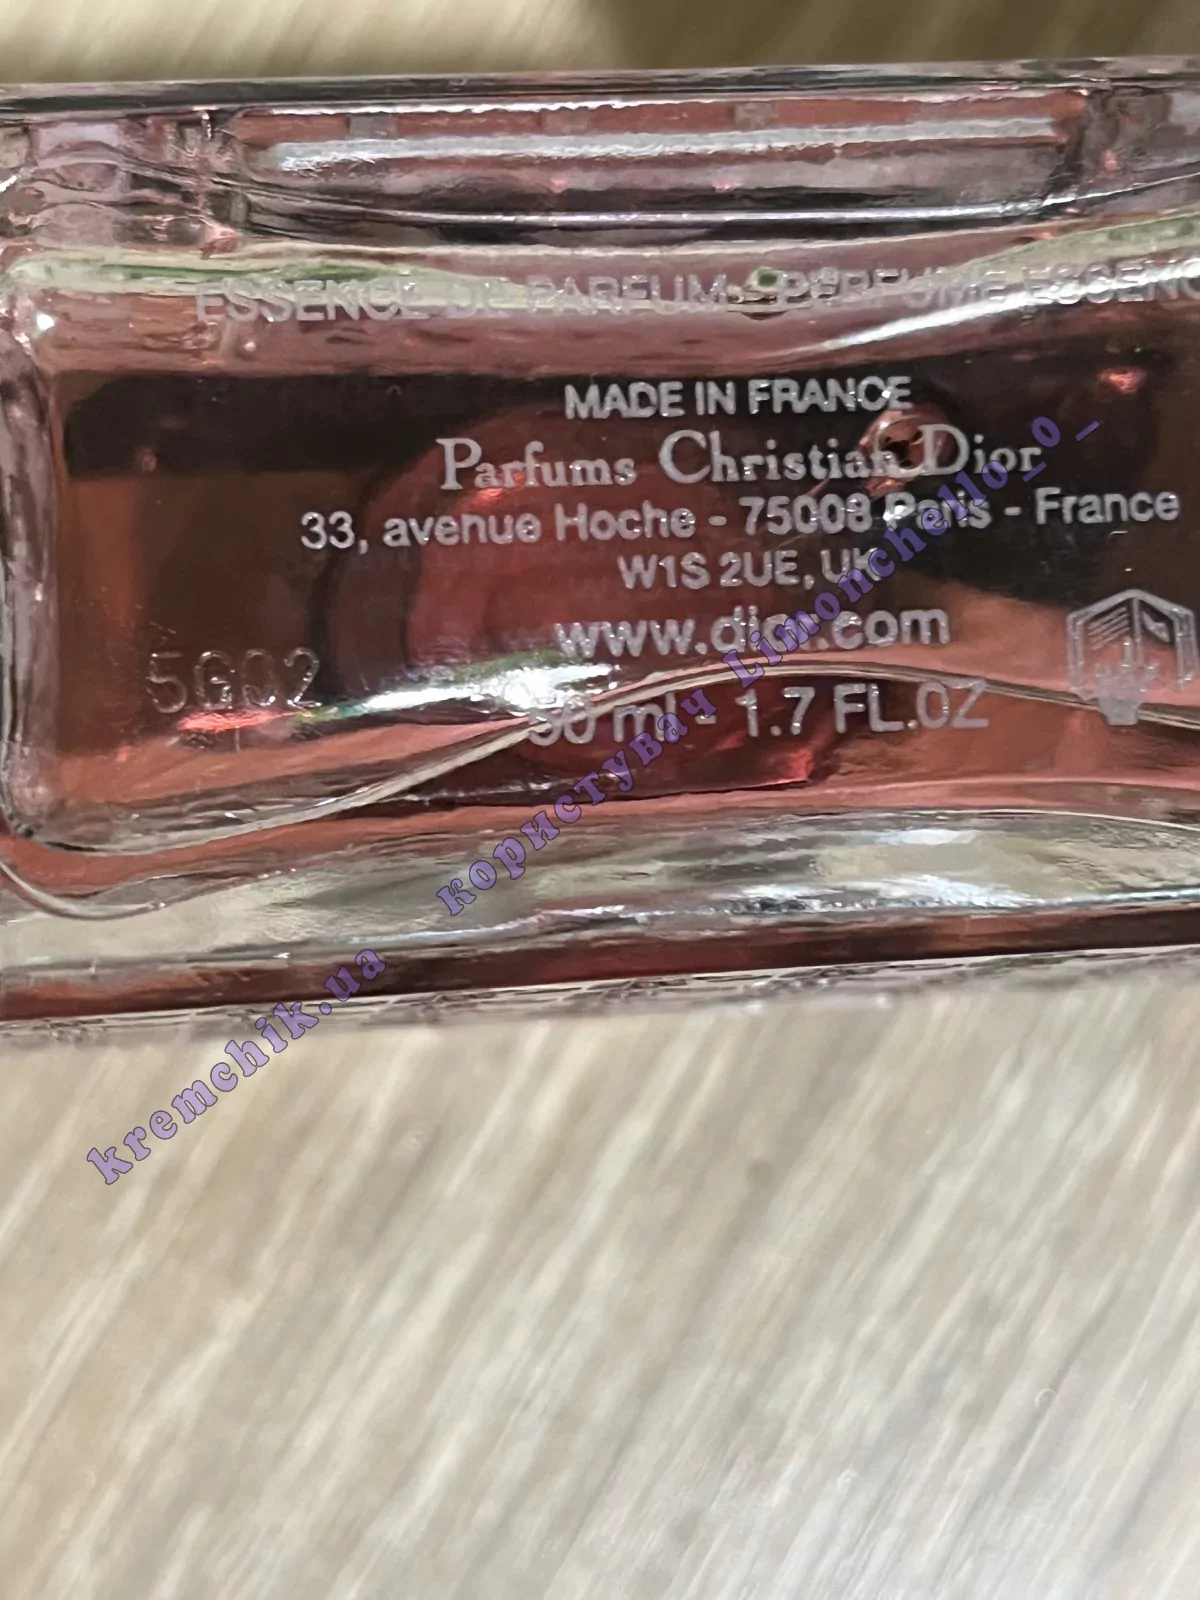 ESSENCE DE PARFUM - PERFUME ESSENC
MADE IN FRANCE
Parfums Christian Dior
33, avenue Hoche - 75008 Paris - France
W1S 2UE, UK
www.dior.com
5G02
50 ml - 1.7 FL.OZ
kremchik.ua користувач Limonchello_o_